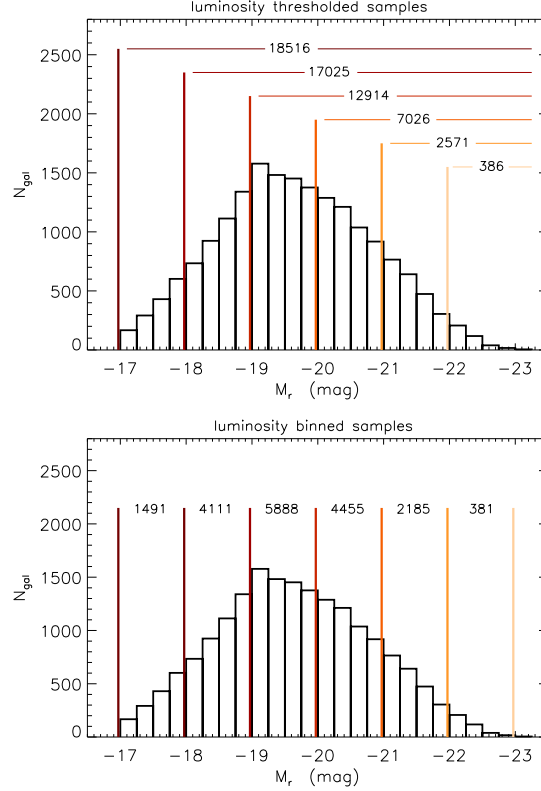 luminosity thresholded samples
18516
17025
12914
7026
2571
386
2500
2000
1500
1000
500
0
N_gal
−17 −18 −19 −20 −21 −22 −23
M_r (mag)
luminosity binned samples
1491 4111 5888 4455 2185 381
2500
2000
1500
1000
500
0
N_gal
−17 −18 −19 −20 −21 −22 −23
M_r (mag)